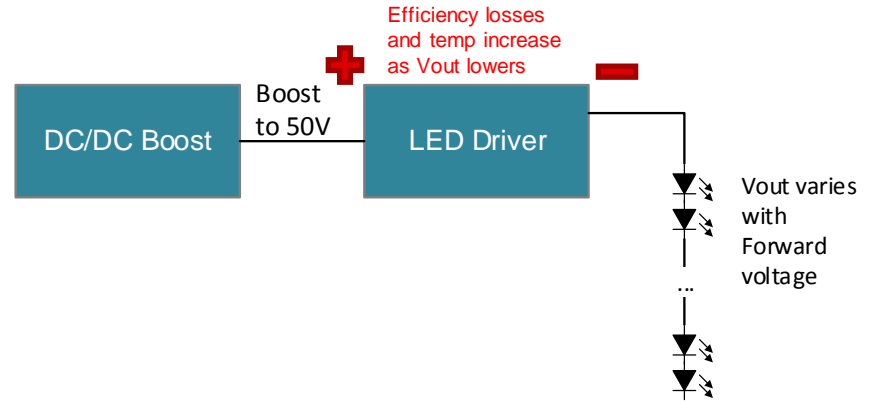 Efficiency losses
and temp increase
as Vout lowers
DC/DC Boost
Boost
to 50V
LED Driver
Vout varies
with
Forward
voltage
...